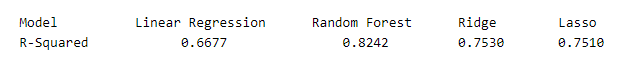 Model Linear Regression Random Forest Ridge Lasso
R-Squared 0.6677 0.8242 0.7530 0.7510